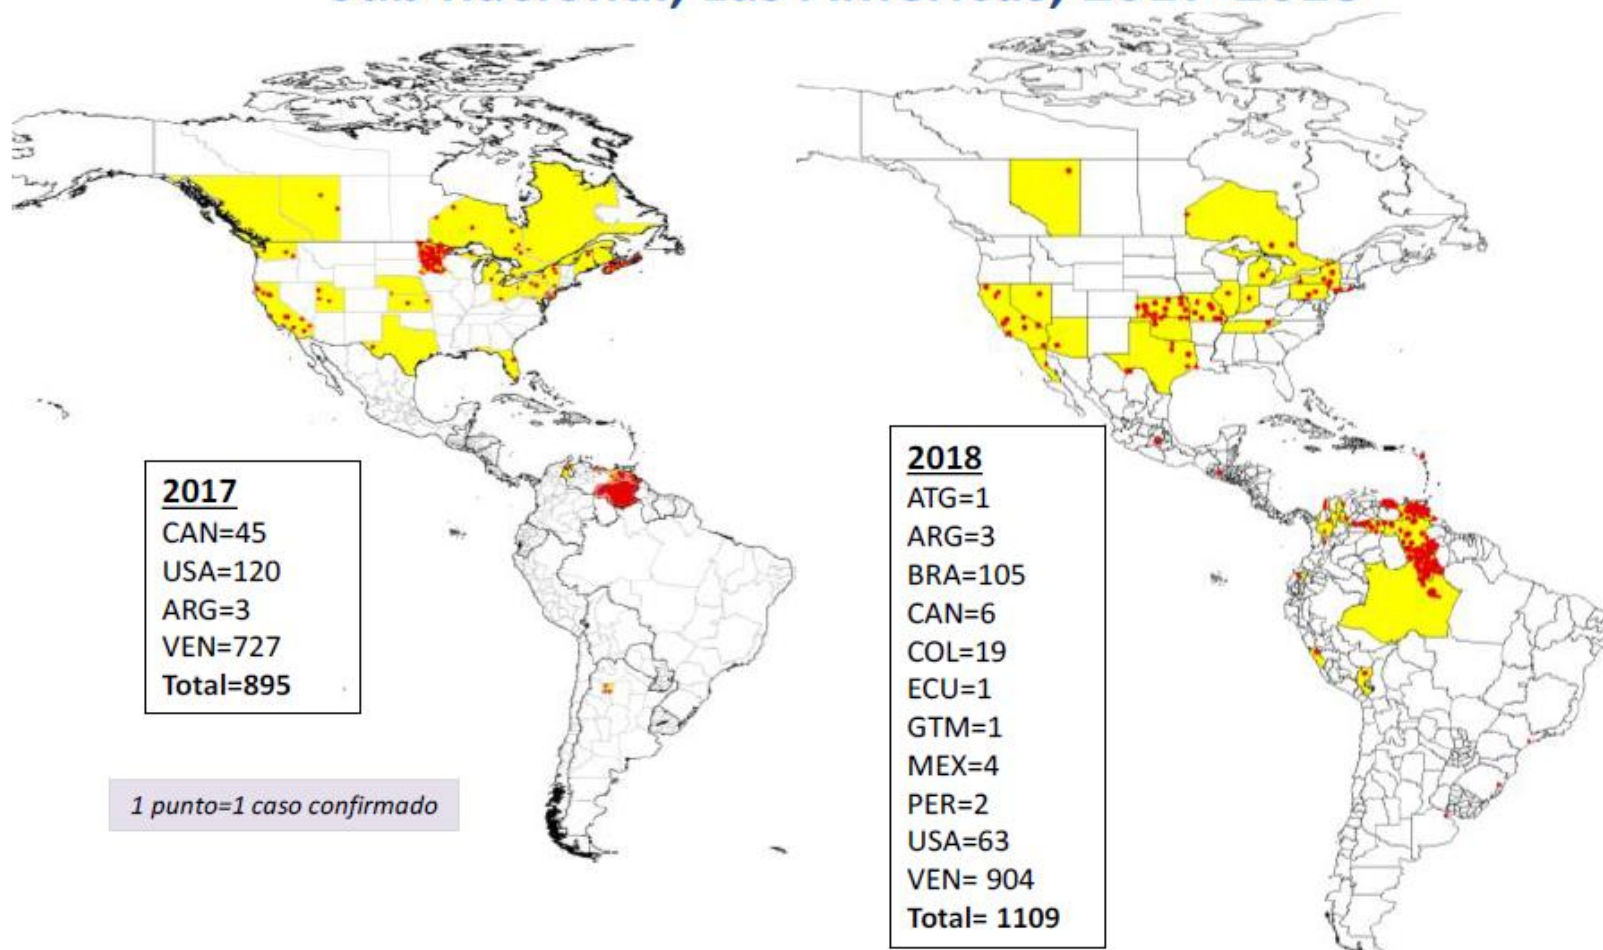 2017
CAN=45
USA=120
ARG=3
VEN=727
Total=895
1 punto=1 caso confirmado
2018
ATG=1
ARG=3
BRA=105
CAN=6
COL=19
ECU=1
GTM=1
MEX=4
PER=2
USA=63
VEN= 904
Total= 1109